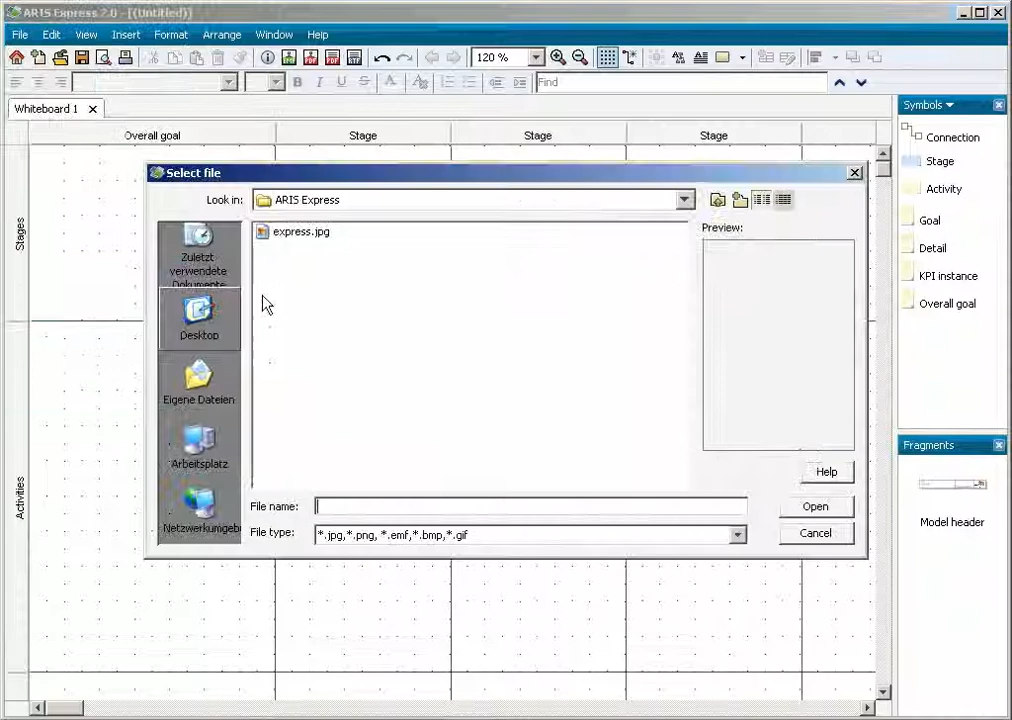 ARIS Express 2.0 - [(Untitled)]
File Edit View Insert Format Arrange Window Help
120 %
Find
Whiteboard 1
Symbols
Overall goal Stage Stage Stage
Connection
Stage
Activity
Goal
Detail
KPI instance
Overall goal
Stages
Activities
Select file
Look in: ARIS Express
express.jpg
Preview:
Zuletzt
verwendete
Dokumente
Desktop
Eigene Dateien
Arbeitsplatz
Netzwerkumgeb
Help
File name: Open
File type: *.jpg,*.png, *.emf,*.bmp,*.gif Cancel
Fragments
Model header